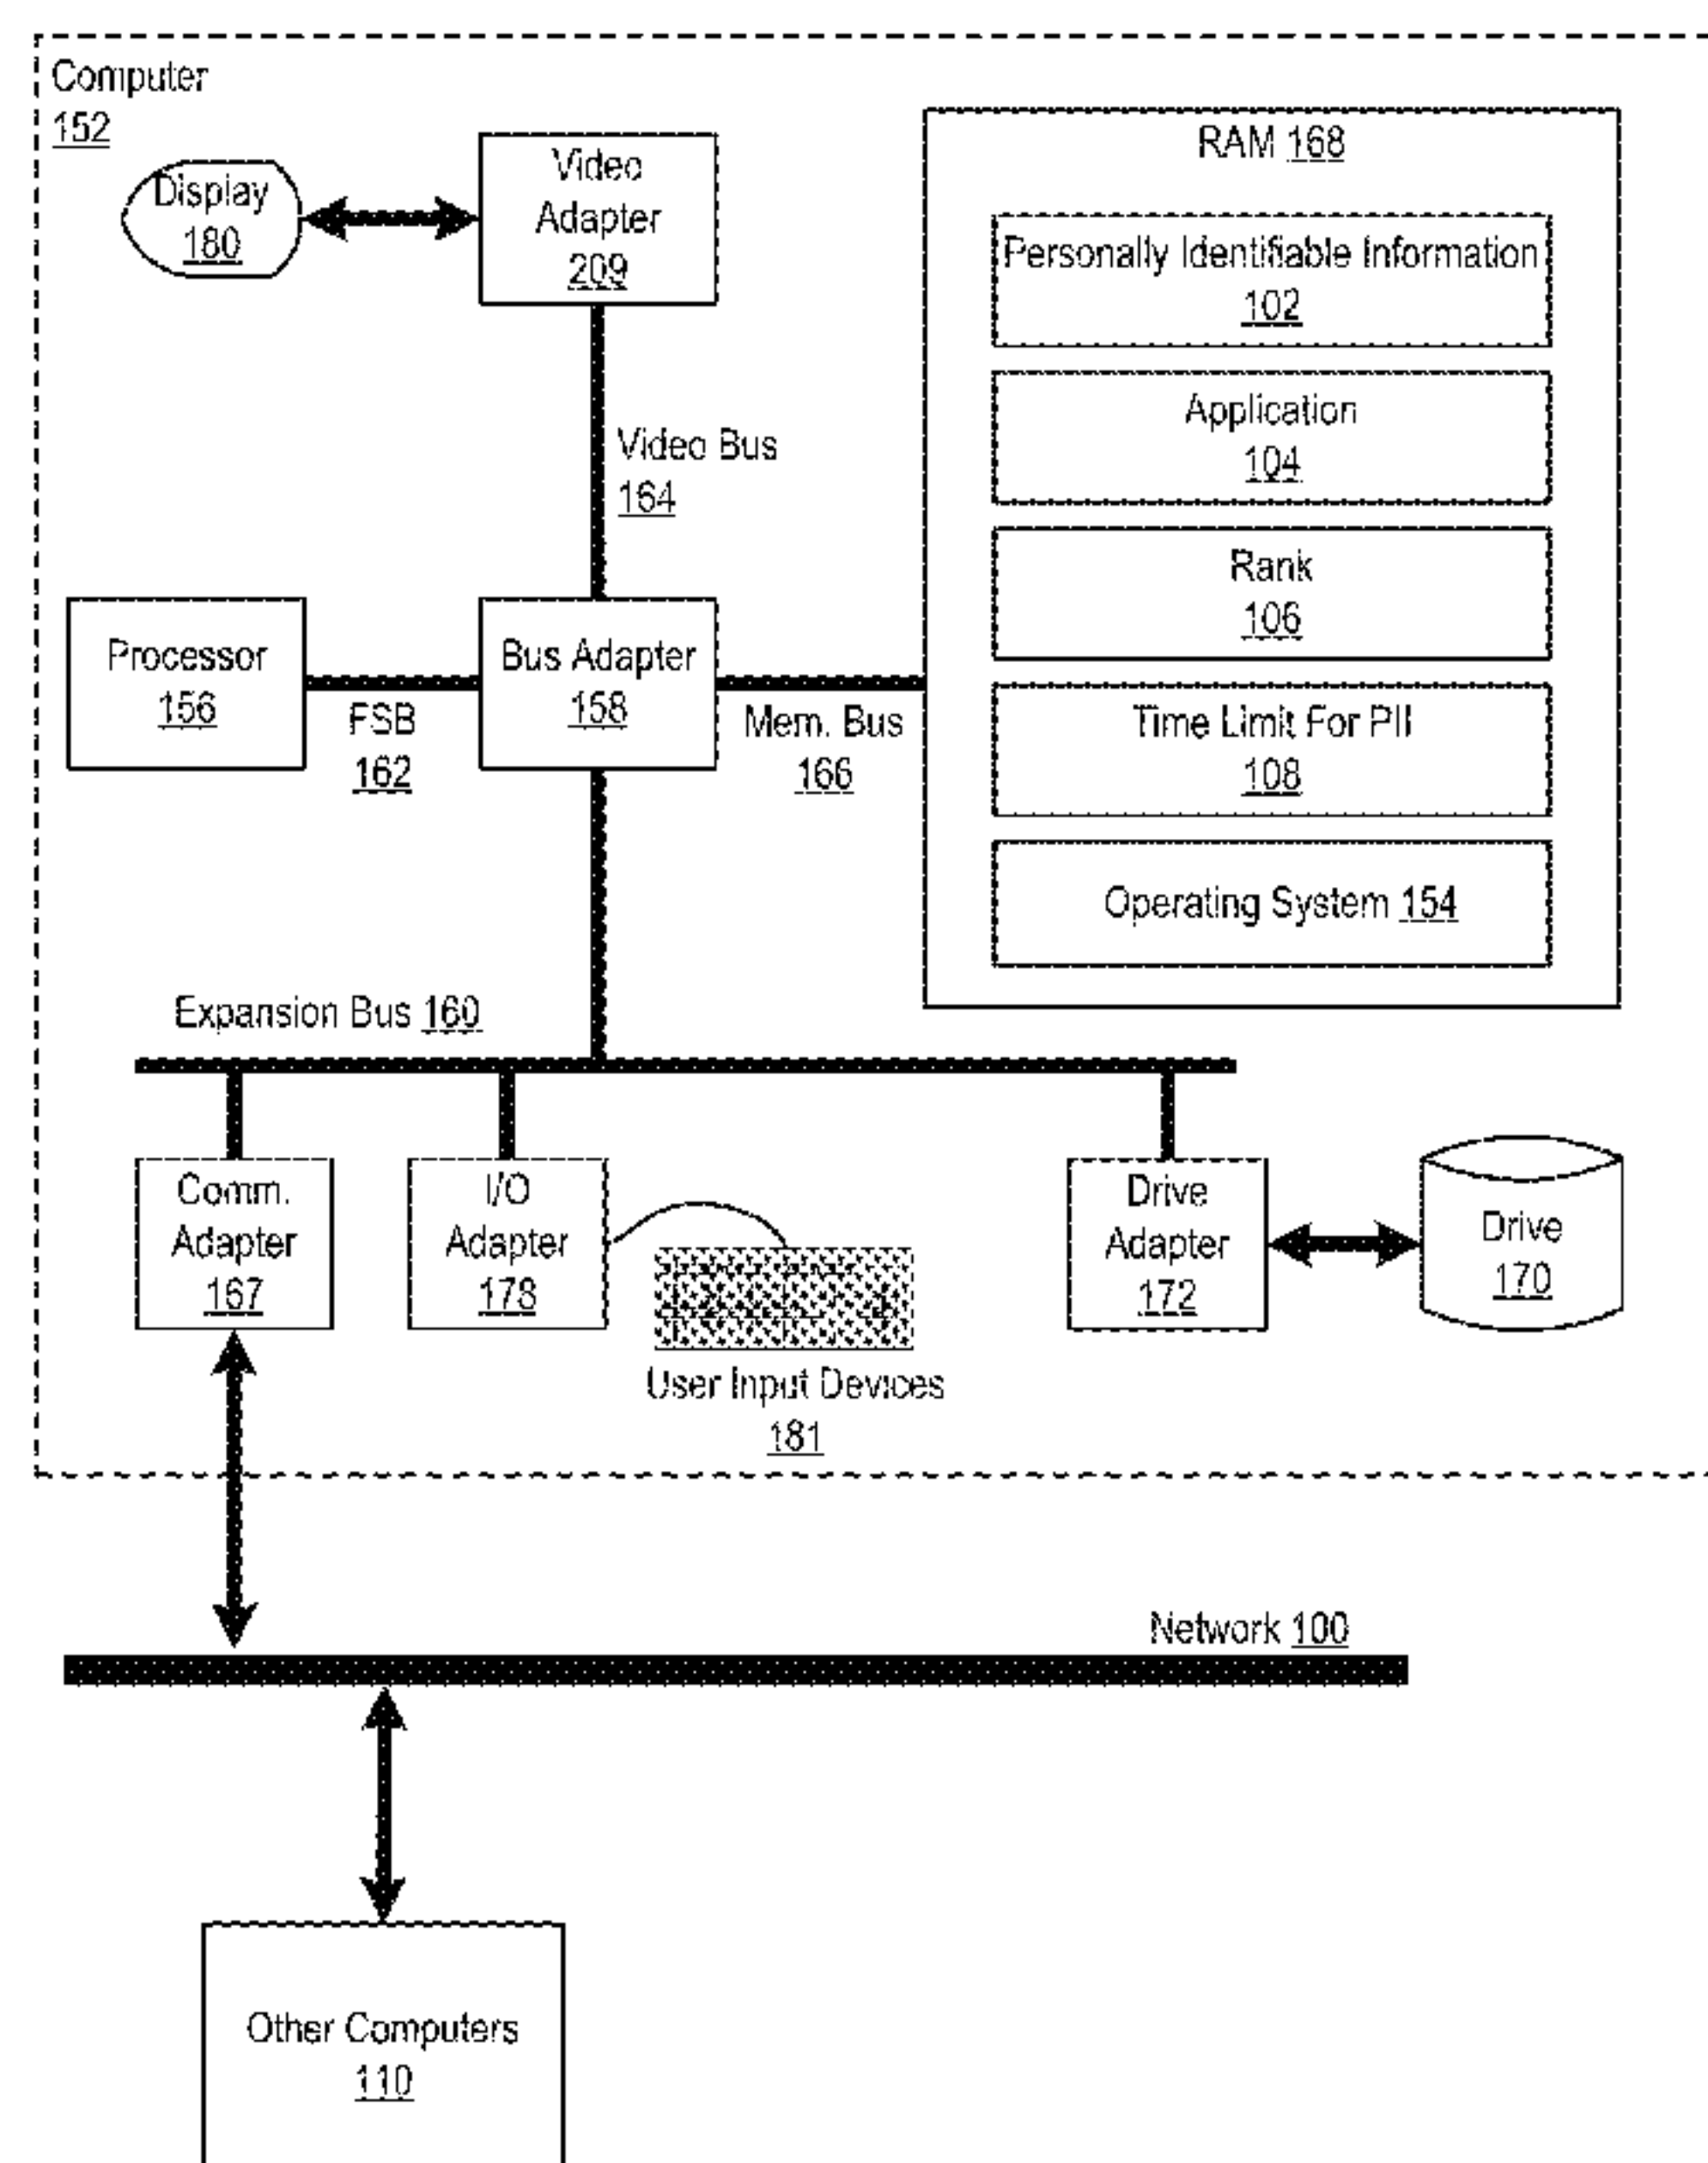 Computer
152
Display
180
Video
Adapter
209
RAM 168
Personally Identifiable Information
102
Application
104
Video Bus
164
Rank
106
Processor
156
FSB
162
Bus Adapter
158
Mem. Bus
166
Time Limit For PII
108
Operating System 154
Expansion Bus 160
Comm.
Adapter
167
I/O
Adapter
178
User Input Devices
181
Drive
Adapter
172
Drive
170
Network 100
Other Computers
110